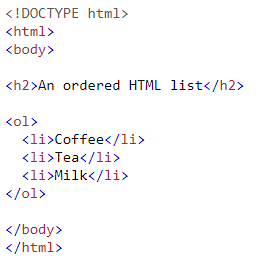 <!DOCTYPE html>
<html>
<body>
<h2>An ordered HTML list</h2>
<ol>
<li>Coffee</li>
<li>Tea</li>
<li>Milk</li>
</ol>
</body>
</html>